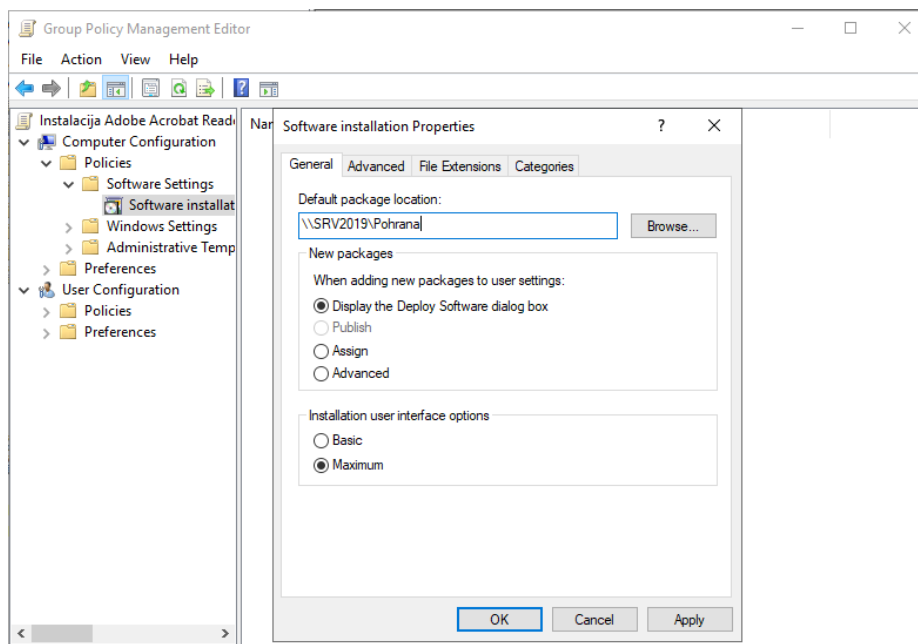 Group Policy Management Editor
File Action View Help
Instalacija Adobe Acrobat Read
Computer Configuration
Policies
Software Settings
Software installat
Windows Settings
Administrative Temp
Preferences
User Configuration
Policies
Preferences
Software installation Properties
General Advanced File Extensions Categories
Default package location:
\\SRV2019\Pohrana
Browse...
New packages
When adding new packages to user settings:
Display the Deploy Software dialog box
Publish
Assign
Advanced
Installation user interface options
Basic
Maximum
OK Cancel Apply